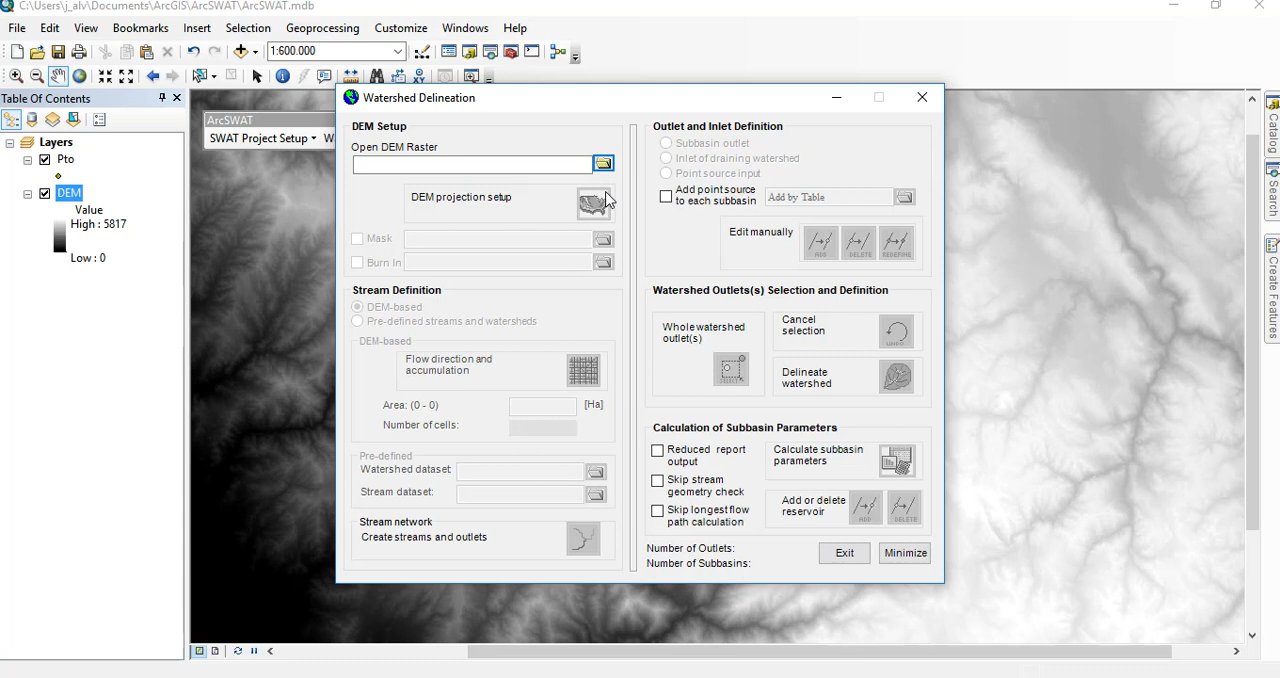 C:\Users\j_alv\Documents\ArcGIS\ArcSWAT\ArcSWAT.mdb
File Edit View Bookmarks Insert Selection Geoprocessing Customize Windows Help
1:600.000
Table Of Contents
Layers
Pto
DEM
Value
High : 5817
Low : 0
ArcSWAT
SWAT Project Setup
Watershed Delineation
DEM Setup
Open DEM Raster
DEM projection setup
Mask
Burn In
Stream Definition
DEM-based
Pre-defined streams and watersheds
DEM-based
Flow direction and
accumulation
Area: (0 - 0) [Ha]
Number of cells:
Pre-defined
Watershed dataset
Stream dataset:
Stream network
Create streams and outlets
Outlet and Inlet Definition
Subbasin outlet
Inlet of draining watershed
Point source input
Add point source
to each subbasin
Add by Table
Edit manually
ADD DELETE REDEFINE
Watershed Outlets(s) Selection and Definition
Whole watershed
outlet(s)
SELECT
Cancel
selection
UNDO
Delineate
watershed
Calculation of Subbasin Parameters
Reduced report
output
Skip stream
geometry check
Skip longest flow
path calculation
Calculate subbasin
parameters
Add or delete
reservoir
ADD DELETE
Number of Outlets:
Number of Subbasins:
Exit Minimize
Catalog
Search
Create Features